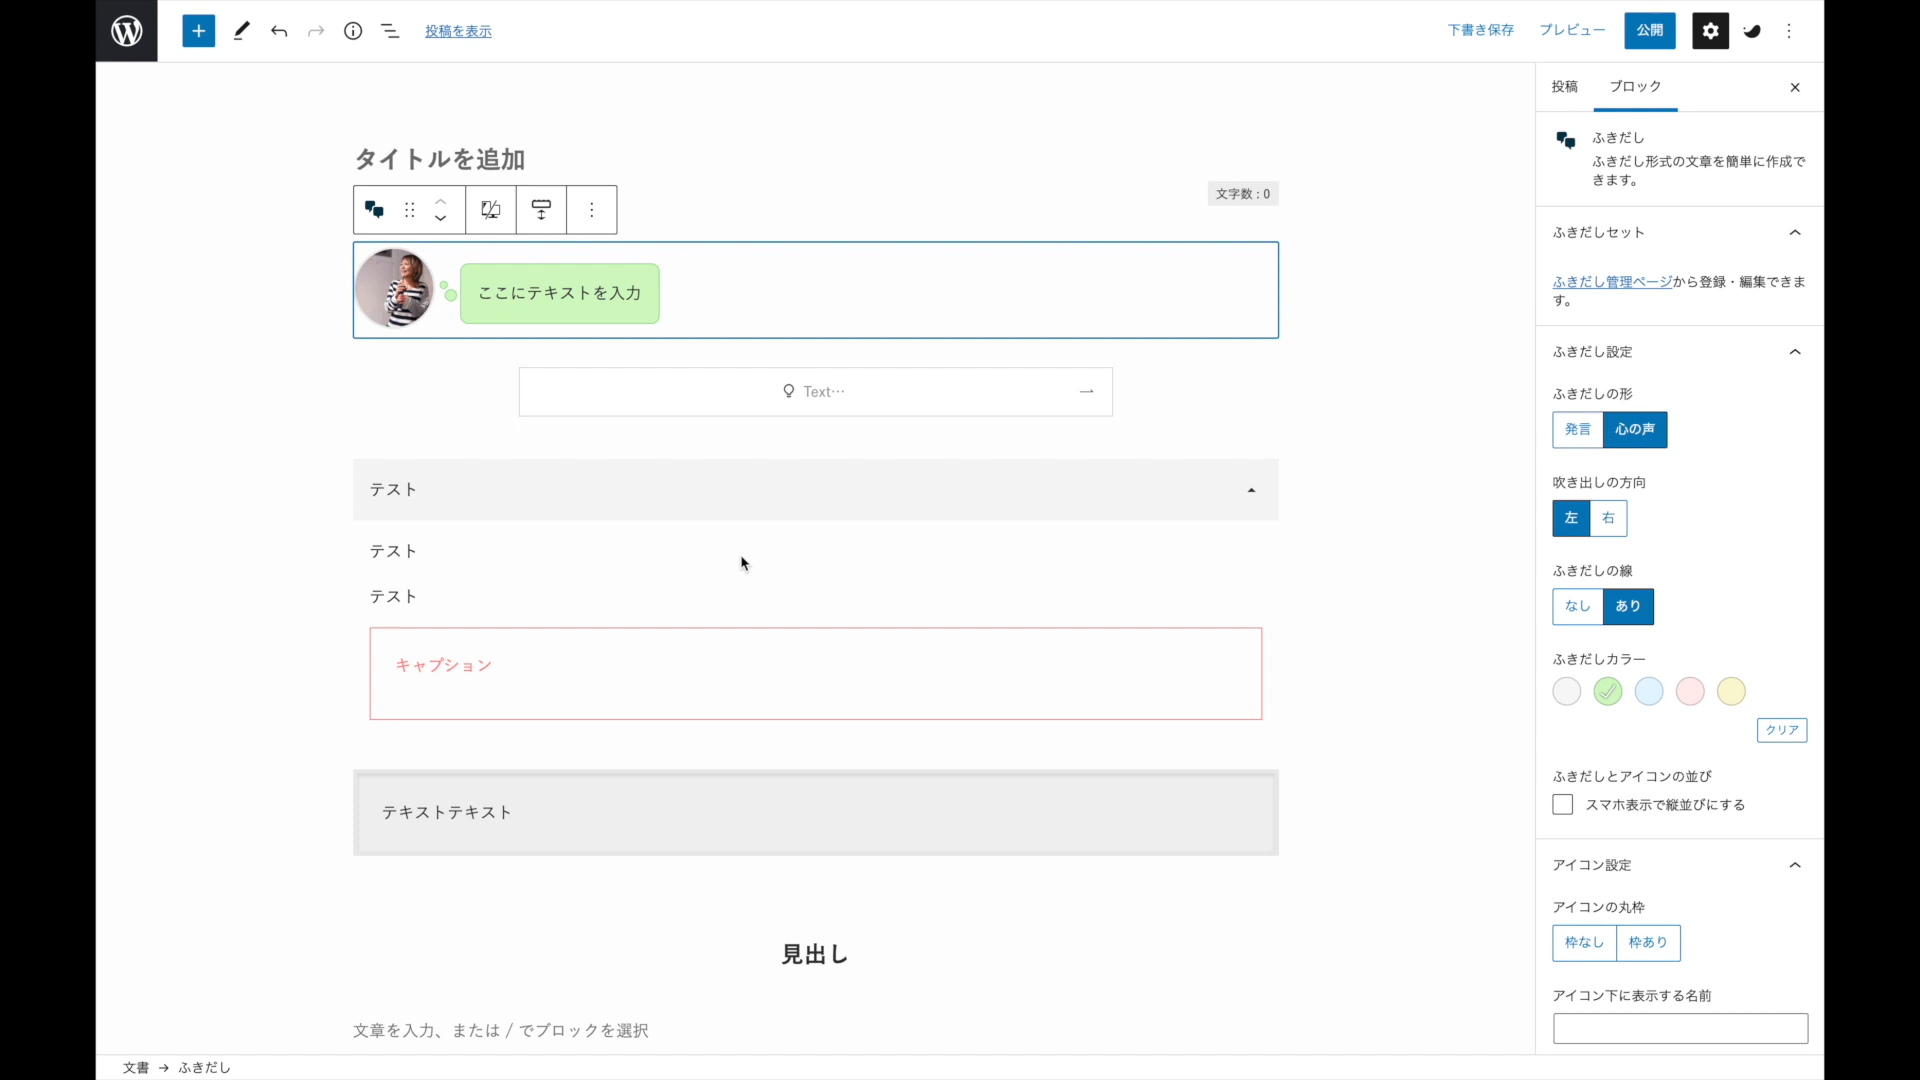 投稿を表示
下書き保存
プレビュー
公開
タイトルを追加
文字数 : 0
ここにテキストを入力
Text…
テスト
テスト
テスト
キャプション
テキストテキスト
見出し
文章を入力、または / でブロックを選択
文書 → ふきだし
投稿
ブロック
ふきだし
ふきだし形式の文章を簡単に作成で
きます。
ふきだしセット
ふきだし管理ページから登録・編集できま
す。
ふきだし設定
ふきだしの形
発言
心の声
吹き出しの方向
左
右
ふきだしの線
なし
あり
ふきだしカラー
クリア
ふきだしとアイコンの並び
スマホ表示で縦並びにする
アイコン設定
アイコンの丸枠
枠なし
枠あり
アイコン下に表示する名前